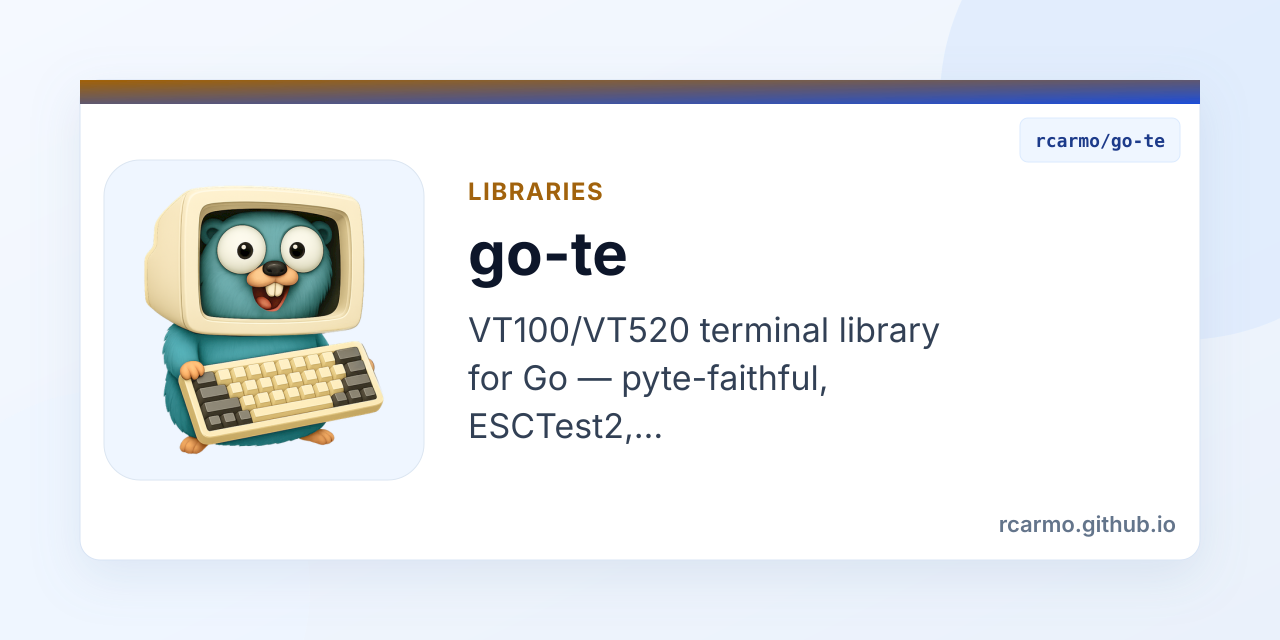 rcarmo/go-te
LIBRARIES
go-te
VT100/VT520 terminal library
for Go — pyte-faithful,
ESCTest2,...
rcarmo.github.io